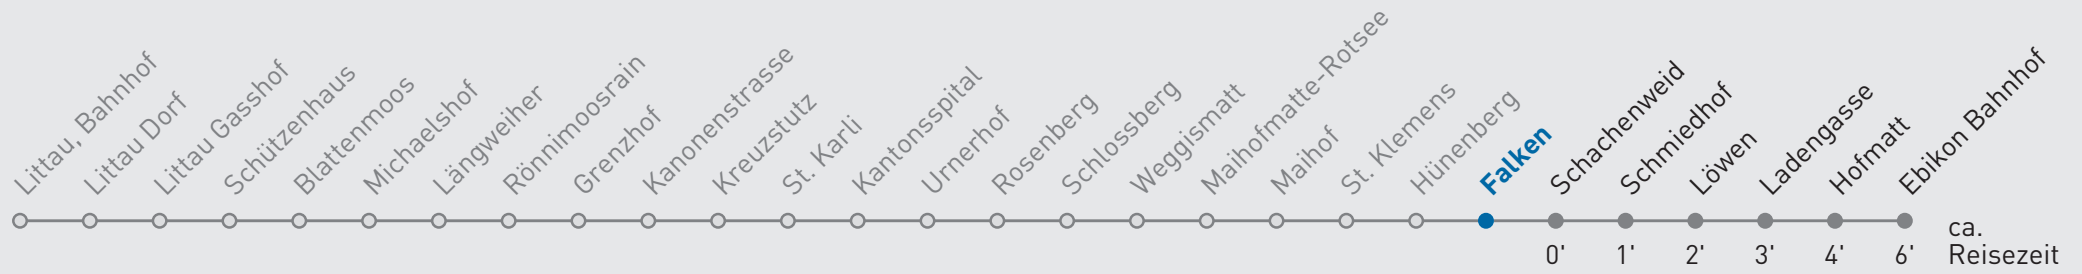 Littau, Bahnhof
Littau Dorf
Littau Gasshof
Schützenhaus
Blattenmoos
Michaelshof
Längweiher
Rönnimoosrain
Grenzhof
Kanonenstrasse
Kreuzstutz
St. Karli
Kantonsspital
Urnerhof
Rosenberg
Schlossberg
Weggismatt
Maihofmatte-Rotsee
Maihof
St. Klemens
Hünenberg
Falken
Schachenweid
Schmiedhof
Löwen
Ladengasse
Hofmatt
Ebikon Bahnhof
ca.
0' 1' 2' 3' 4' 6' Reisezeit